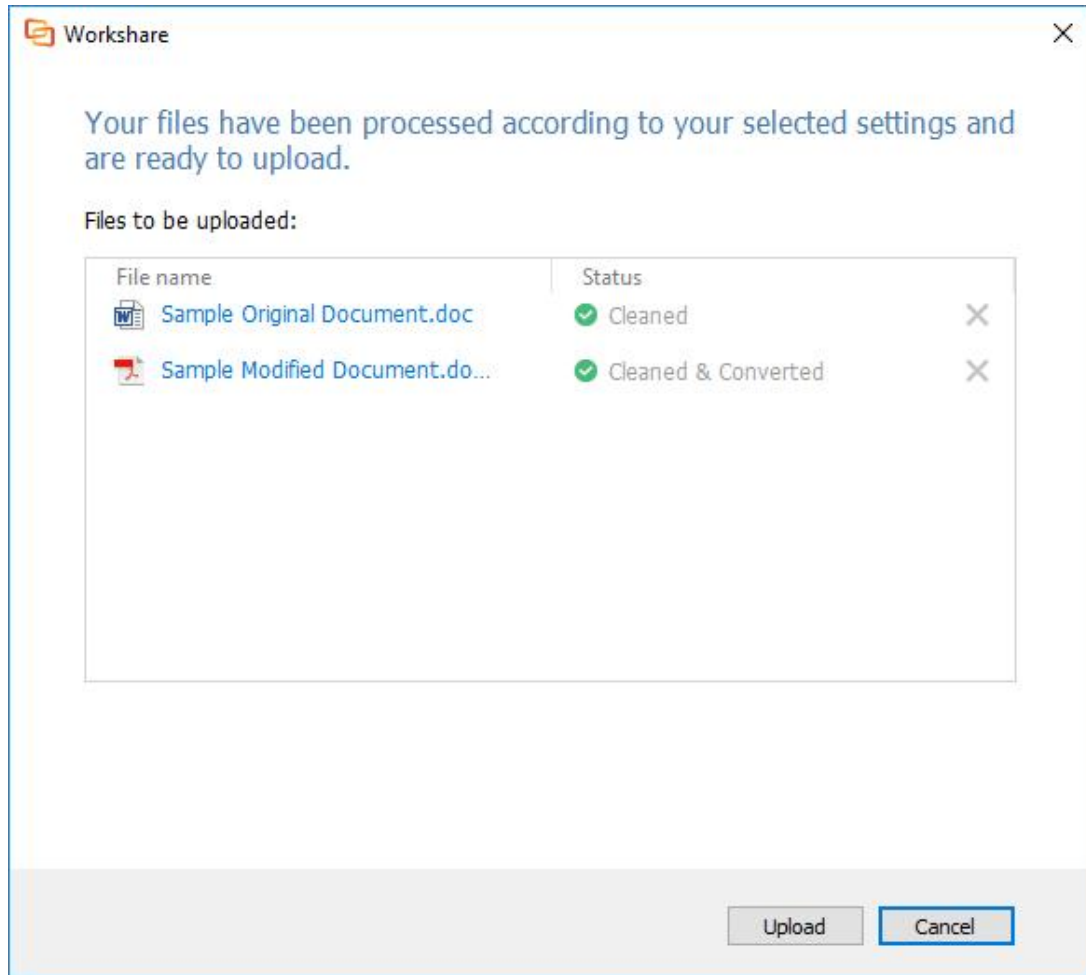 Workshare
Your files have been processed according to your selected settings and
are ready to upload.
Files to be uploaded:
File name Status
Sample Original Document.doc Cleaned
Sample Modified Document.do... Cleaned & Converted
Upload Cancel